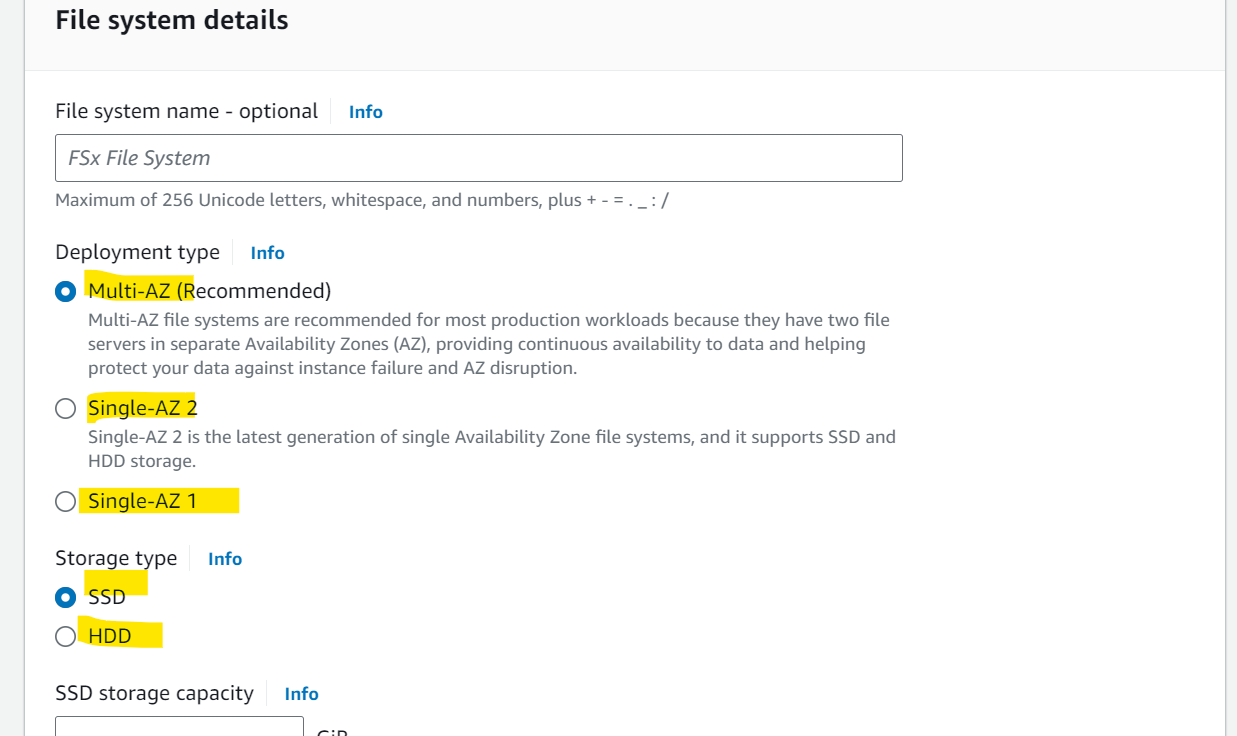 File system details
File system name - optional Info
FSx File System
Maximum of 256 Unicode letters, whitespace, and numbers, plus + - = . _ : /
Deployment type Info
Multi-AZ (Recommended)
Multi-AZ file systems are recommended for most production workloads because they have two file
servers in separate Availability Zones (AZ), providing continuous availability to data and helping
protect your data against instance failure and AZ disruption.
Single-AZ 2
Single-AZ 2 is the latest generation of single Availability Zone file systems, and it supports SSD and
HDD storage.
Single-AZ 1
Storage type Info
SSD
HDD
SSD storage capacity Info
GiB